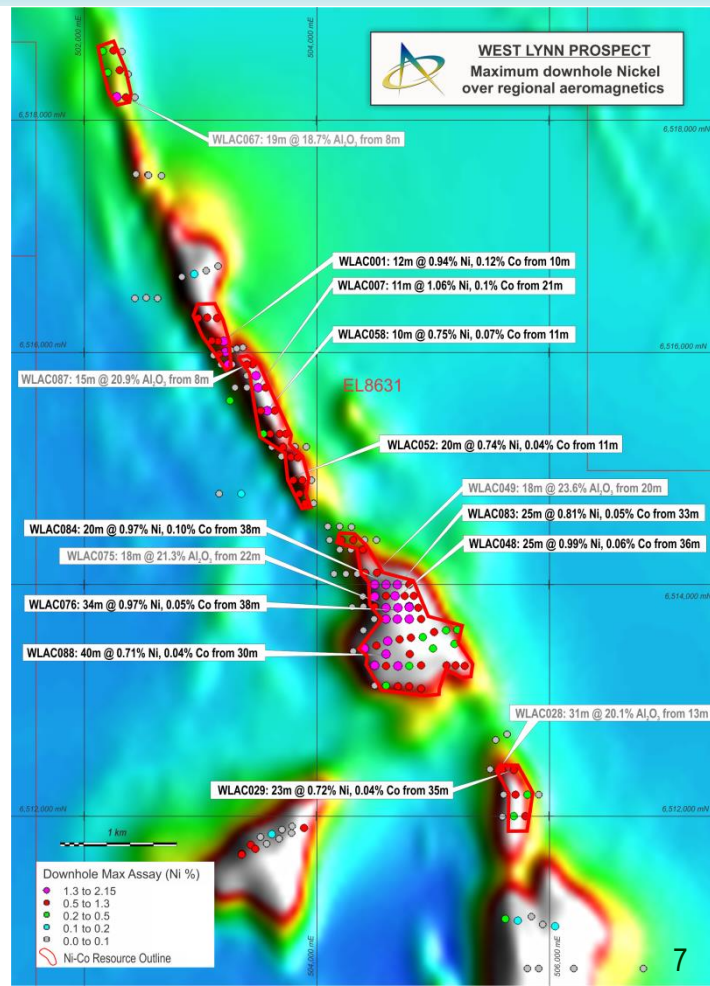 WEST LYNN PROSPECT
Maximum downhole Nickel
over regional aeromagnetics
502,000 mE
504,000 mE
6,518,000 mN
6,518,000 mN
WLAC067: 19m @ 18.7% Al₂O₃ from 8m
WLAC001: 12m @ 0.94% Ni, 0.12% Co from 10m
WLAC007: 11m @ 1.06% Ni, 0.1% Co from 21m
WLAC058: 10m @ 0.75% Ni, 0.07% Co from 11m
6,516,000 mN
6,516,000 mN
WLAC087: 15m @ 20.9% Al₂O₃ from 8m
EL8631
WLAC052: 20m @ 0.74% Ni, 0.04% Co from 11m
WLAC049: 18m @ 23.6% Al₂O₃ from 20m
WLAC084: 20m @ 0.97% Ni, 0.10% Co from 38m
WLAC083: 25m @ 0.81% Ni, 0.05% Co from 33m
WLAC075: 18m @ 21.3% Al₂O₃ from 22m
WLAC048: 25m @ 0.99% Ni, 0.06% Co from 36m
6,514,000 mN
6,514,000 mN
WLAC076: 34m @ 0.97% Ni, 0.05% Co from 38m
WLAC088: 40m @ 0.71% Ni, 0.04% Co from 30m
WLAC028: 31m @ 20.1% Al₂O₃ from 13m
WLAC029: 23m @ 0.72% Ni, 0.04% Co from 35m
6,512,000 mN
6,512,000 mN
1 km
Downhole Max Assay (Ni %)
1.3 to 2.15
0.5 to 1.3
0.2 to 0.5
0.1 to 0.2
0.0 to 0.1
Ni-Co Resource Outline
504,000 mE
506,000 mE
7